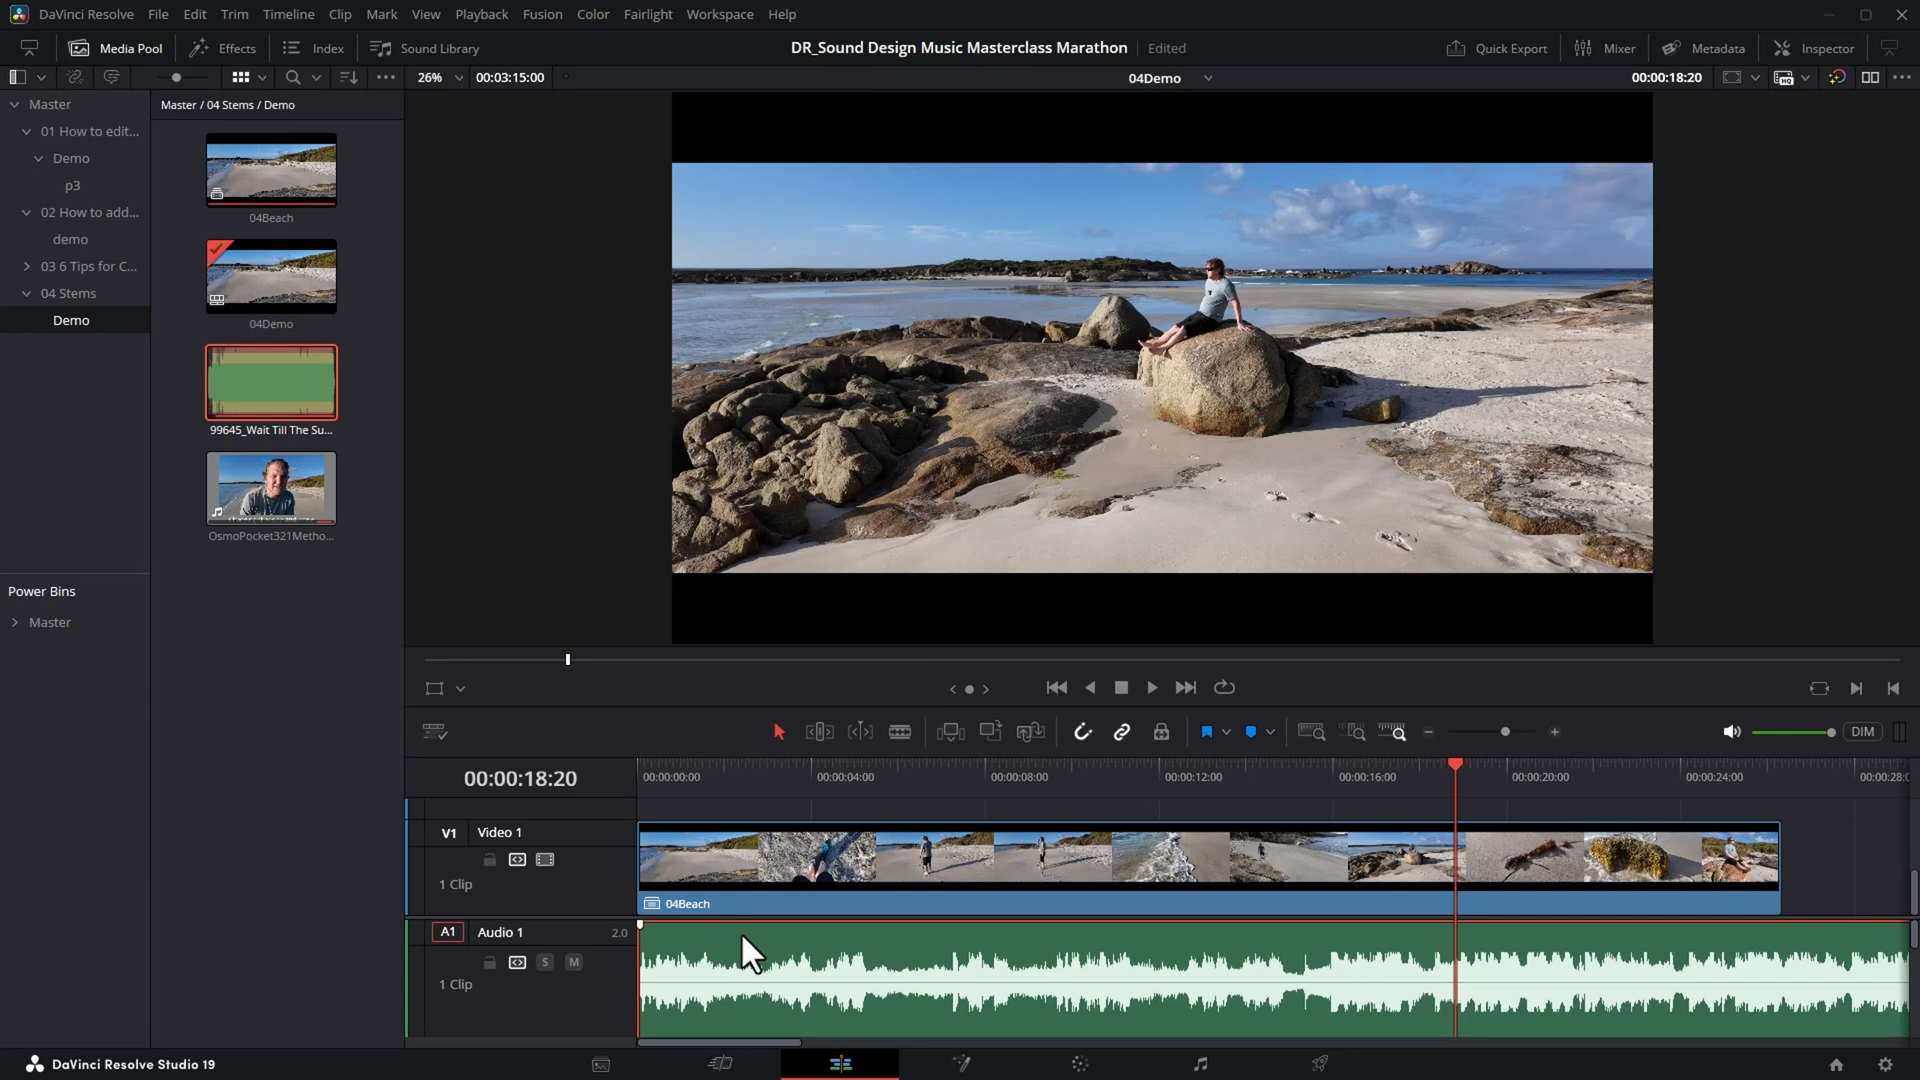 DaVinci Resolve File Edit Trim Timeline Clip Mark View Playback Fusion Color Fairlight Workspace Help
Media Pool Effects Index Sound Library DR_Sound Design Music Masterclass Marathon Edited Quick Export Mixer Metadata Inspector
26% 00:03:15:00 04Demo 00:00:18:20
Master
Master / 04 Stems / Demo
01 How to edit...
Demo
p3
02 How to add...
demo
03 6 Tips for C...
04 Stems
Demo
04Beach
04Demo
99645_Wait Till The Su...
OsmoPocket321Metho...
Power Bins
Master
DIM
00:00:18:20
00:00:00:00 00:00:04:00 00:00:08:00 00:00:12:00 00:00:16:00 00:00:20:00 00:00:24:00 00:00:28:0
V1 Video 1
1 Clip
04Beach
A1 Audio 1 2.0
S M
1 Clip
DaVinci Resolve Studio 19